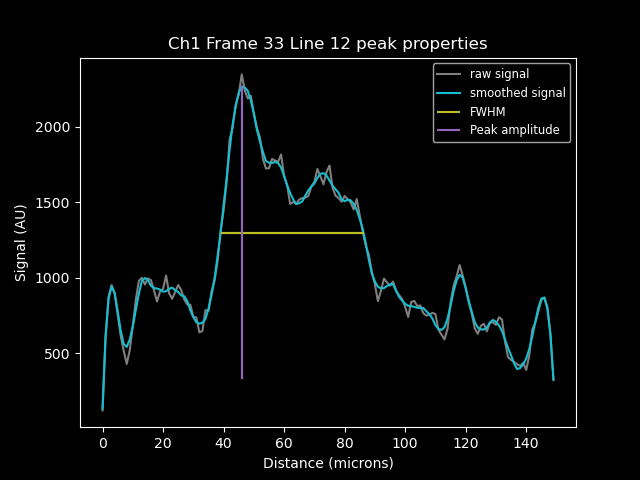 Ch1 Frame 33 Line 12 peak properties
raw signal
smoothed signal
FWHM
Peak amplitude
Signal (AU)
2000
1500
1000
500
0 20 40 60 80 100 120 140
Distance (microns)